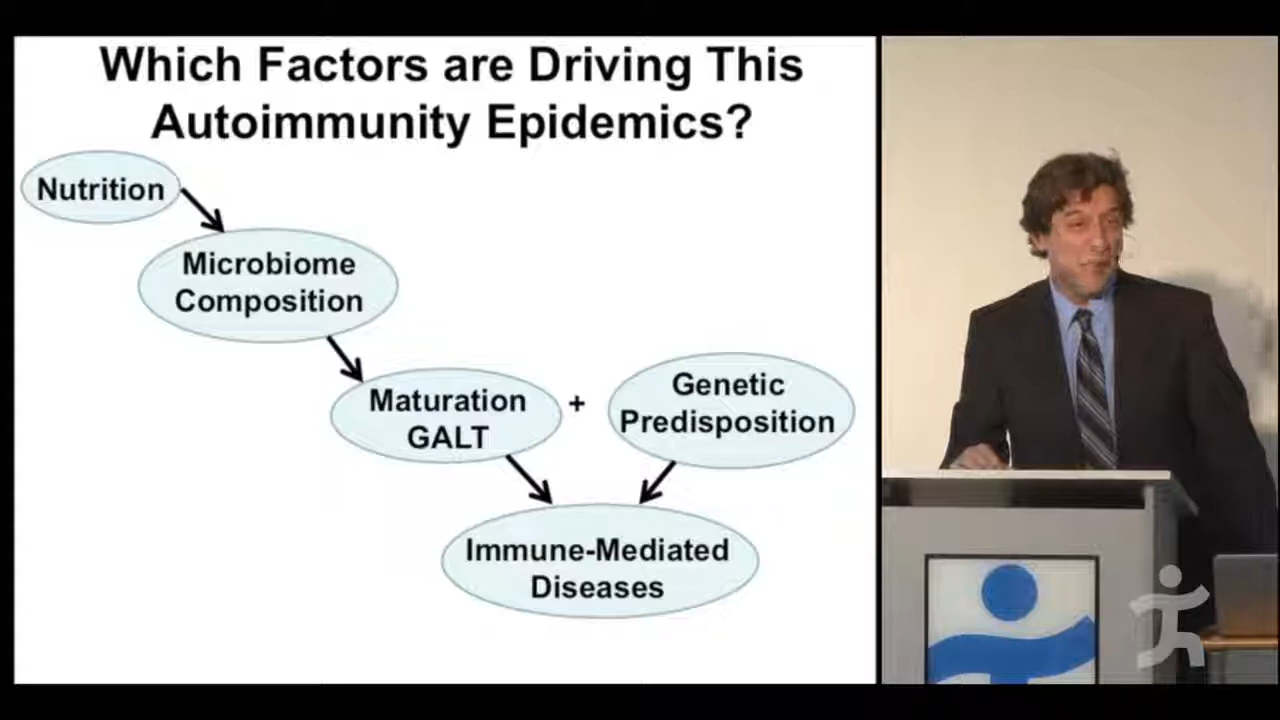 Which Factors are Driving This
Autoimmunity Epidemics?
Nutrition
Microbiome
Composition
Maturation
GALT
+
Genetic
Predisposition
Immune-Mediated
Diseases